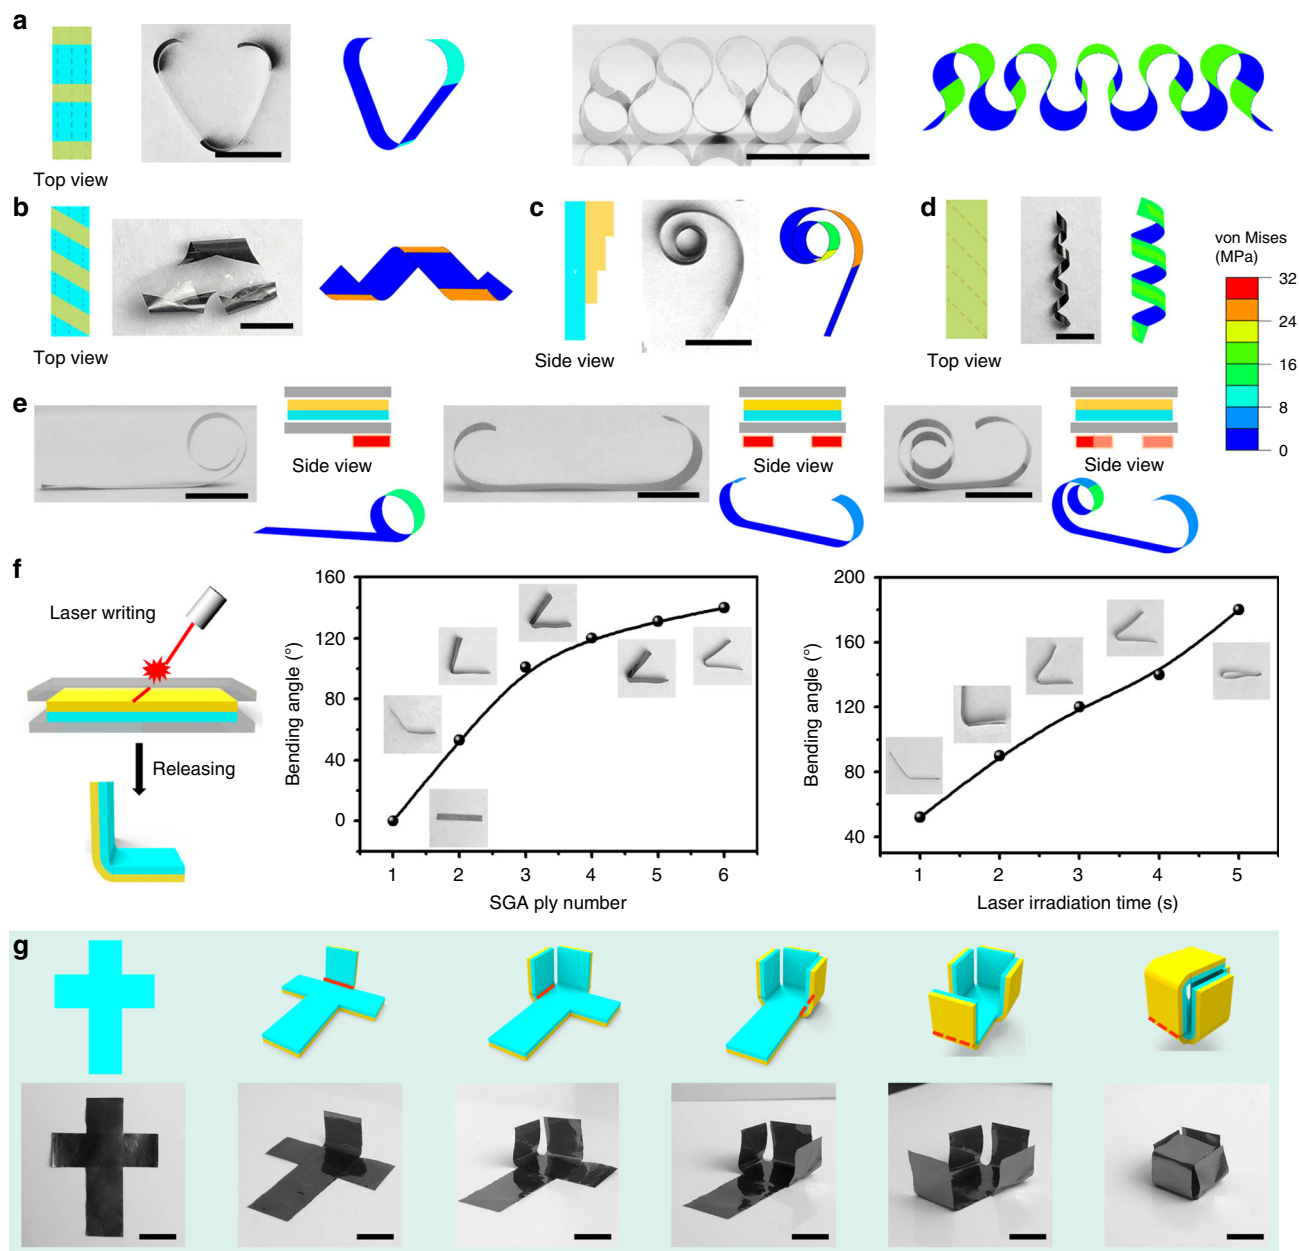 a
Top view
b
Top view
c
Side view
d
Top view
von Mises
(MPa)
32
24
16
8
0
e
Side view
Side view
Side view
f
Laser writing
Releasing
Bending angle (°)
160
120
80
40
0
1 2 3 4 5 6
SGA ply number
Bending angle (°)
200
160
120
80
40
1 2 3 4 5
Laser irradiation time (s)
g